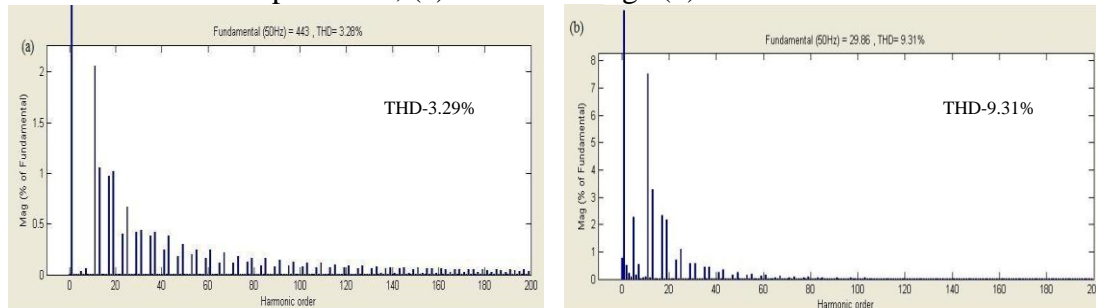 (a)
Fundamental (50Hz) = 443 , THD= 3.28%
THD-3.29%
Mag (% of Fundamental)
2
1.5
1
0.5
0
0 20 40 60 80 100 120 140 160 180 200
Harmonic order
(b)
Fundamental (50Hz) = 29.86 , THD= 9.31%
THD-9.31%
Mag (% of Fundamental)
8
7
6
5
4
3
2
1
0
0 20 40 60 80 100 120 140 160 180 200
Harmonic order